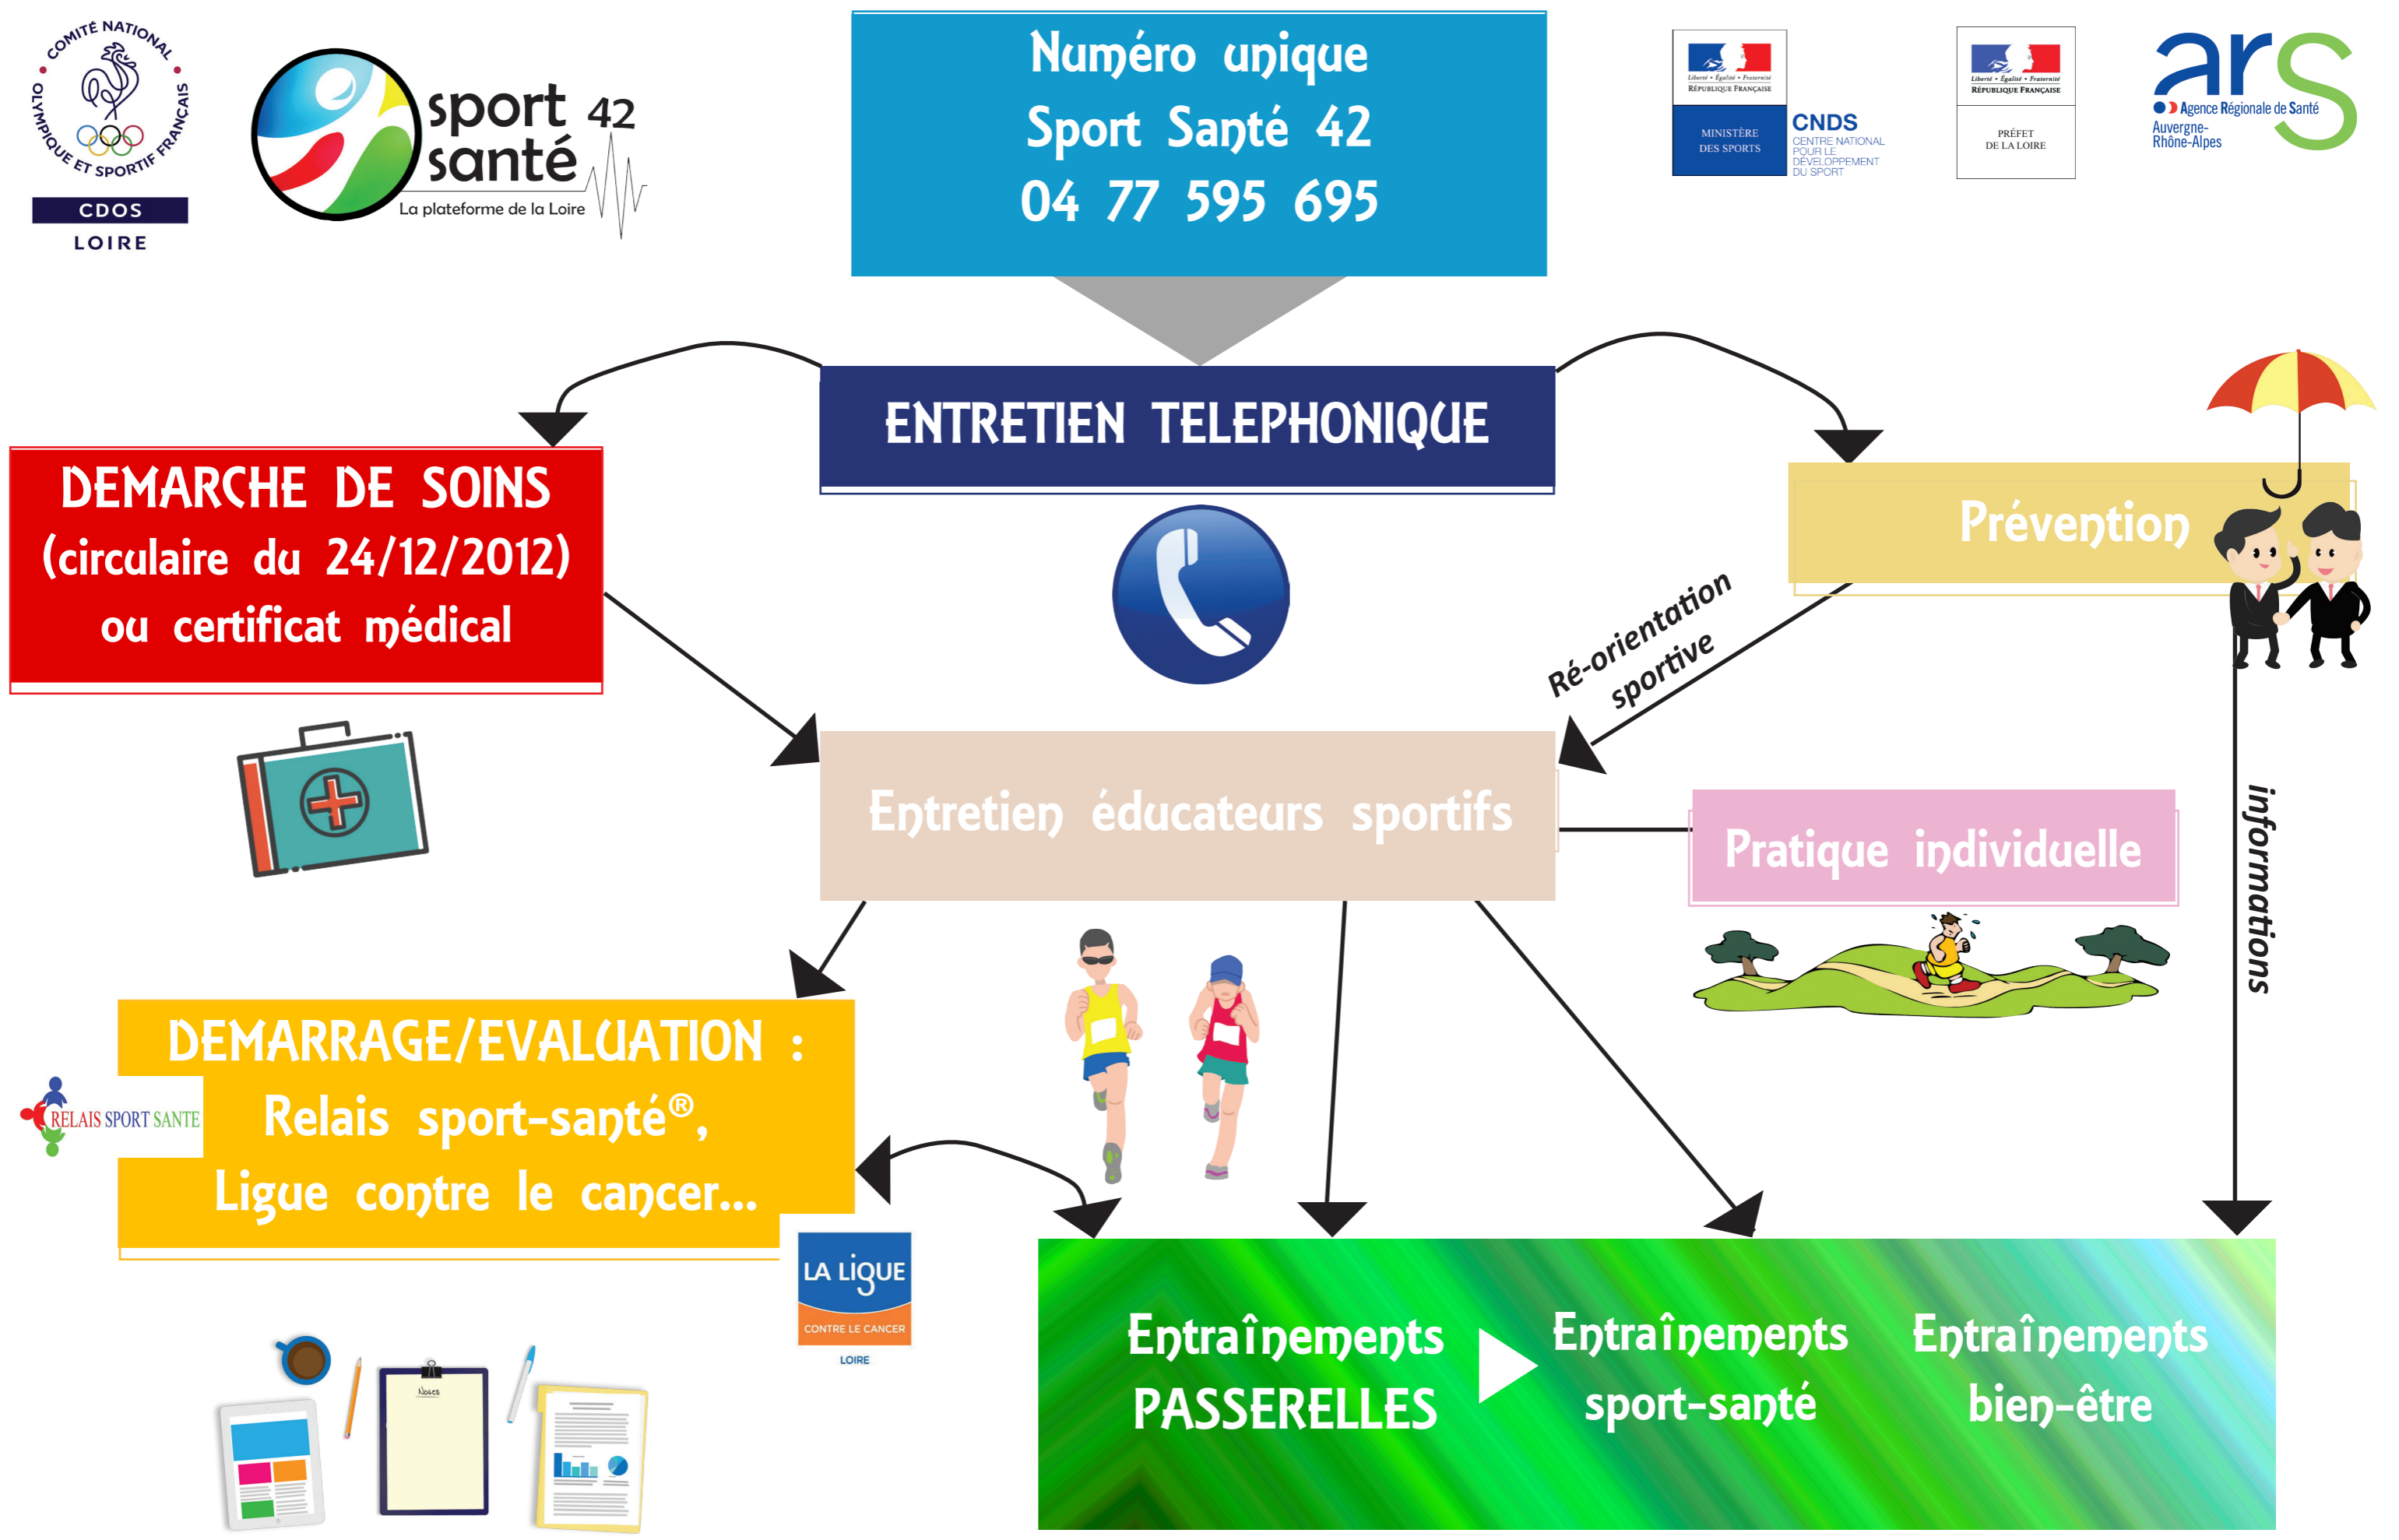 COMITÉ NATIONAL
OLYMPIQUE ET SPORTIF FRANÇAIS
CDOS
LOIRE
sport 42
santé
La plateforme de la Loire
Numéro unique
Sport Santé 42
04 77 595 695
Liberté • Égalité • Fraternité
RÉPUBLIQUE FRANÇAISE
MINISTÈRE
DES SPORTS
CNDS
CENTRE NATIONAL
POUR LE
DÉVELOPPEMENT
DU SPORT
Liberté • Égalité • Fraternité
RÉPUBLIQUE FRANÇAISE
PRÉFET
DE LA LOIRE
ars
Agence Régionale de Santé
Auvergne-
Rhône-Alpes
ENTRETIEN TELEPHONIQUE
DEMARCHE DE SOINS
(circulaire du 24/12/2012)
ou certificat médical
Prévention
Ré-orientation
sportive
Entretien éducateurs sportifs
Pratique individuelle
informations
DEMARRAGE/EVALUATION :
Relais sport-santé®,
Ligue contre le cancer...
RELAIS SPORT SANTE
LA LIGUE
CONTRE LE CANCER
LOIRE
Notes
Entraînements
PASSERELLES
Entraînements
sport-santé
Entraînements
bien-être